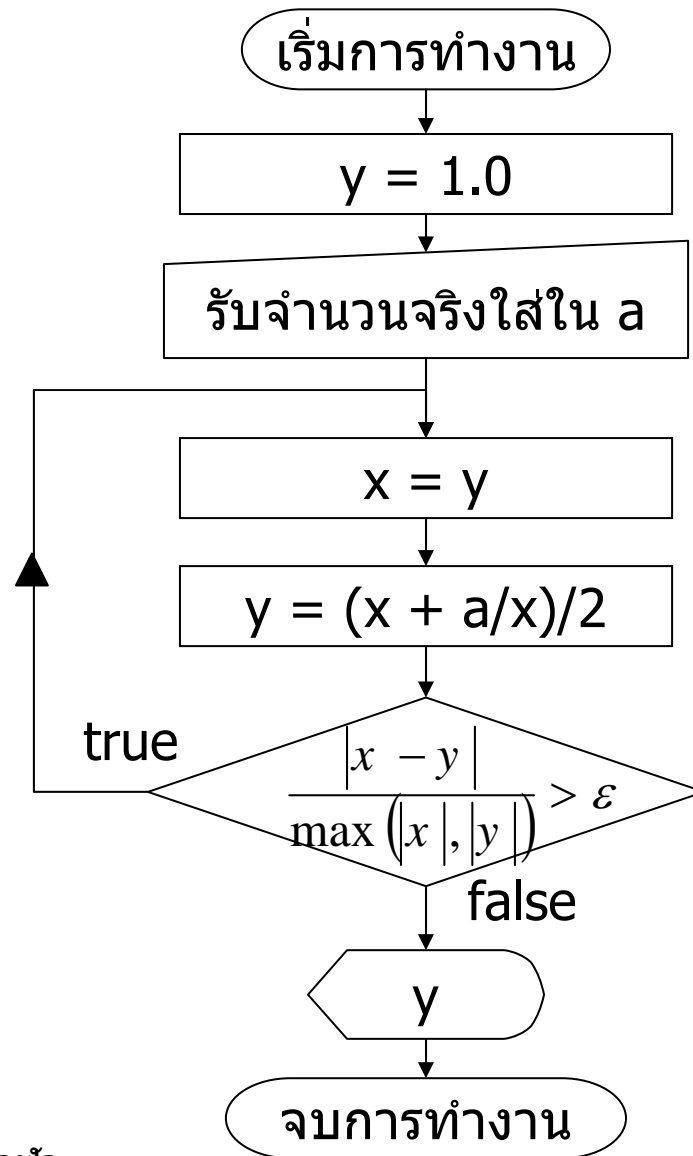 เริ่มการทำงาน
y = 1.0
รับจำนวนจริงใส่ใน a
x = y
y = (x + a/x)/2
true
|x − y| / max(|x|,|y|) > ε
false
y
จบการทำงาน